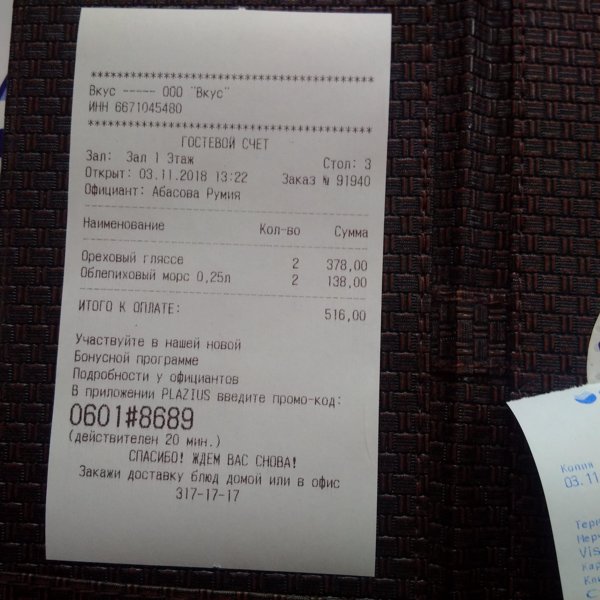 ****************************************
Вкус ----- ООО "Вкус"
ИНН 6671045480
****************************************
ГОСТЕВОЙ СЧЕТ
Зал: Зал 1 Этаж Стол: 3
Открыт: 03.11.2018 13:22 Заказ № 91940
Официант: Абасова Румия
Наименование Кол-во Сумма
Ореховый гляссе 2 378,00
Облепиховый морс 0,25л 2 138,00
ИТОГО К ОПЛАТЕ: 516,00
Участвуйте в нашей новой
Бонусной программе
Подробности у официантов
В приложении PLAZIUS введите промо-код:
0601#8689
(действителен 20 мин.)
СПАСИБО! ЖДЕМ ВАС СНОВА!
Закажи доставку блюд домой или в офис
317-17-17
Копия
03.11